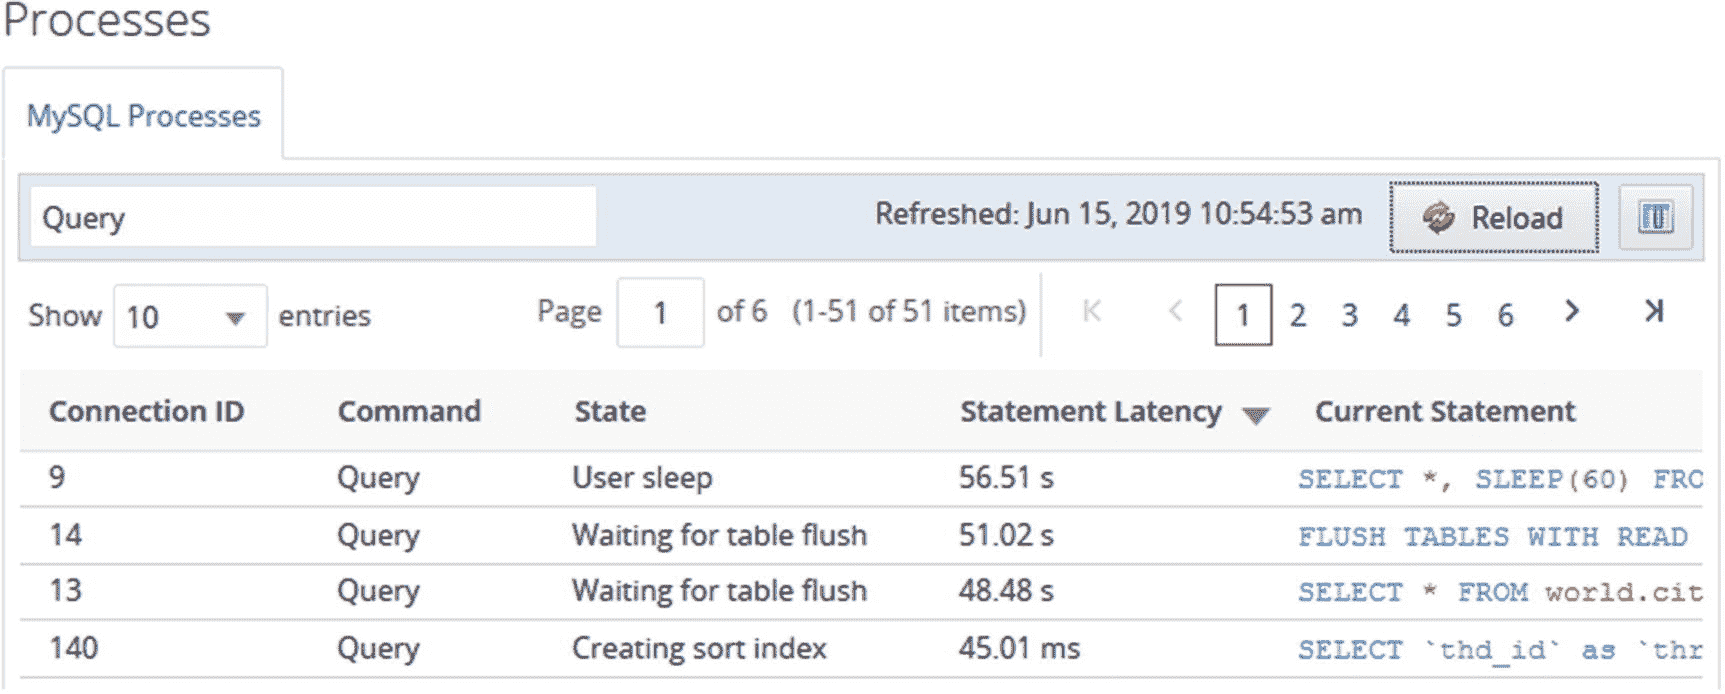 Processes
MySQL Processes
Query Refreshed: Jun 15, 2019 10:54:53 am Reload
Show 10 entries Page 1 of 6 (1-51 of 51 items) 1 2 3 4 5 6
Connection ID Command State Statement Latency Current Statement
9 Query User sleep 56.51 s SELECT *, SLEEP(60) FRO
14 Query Waiting for table flush 51.02 s FLUSH TABLES WITH READ
13 Query Waiting for table flush 48.48 s SELECT * FROM world.cit
140 Query Creating sort index 45.01 ms SELECT `thd_id` as `thr